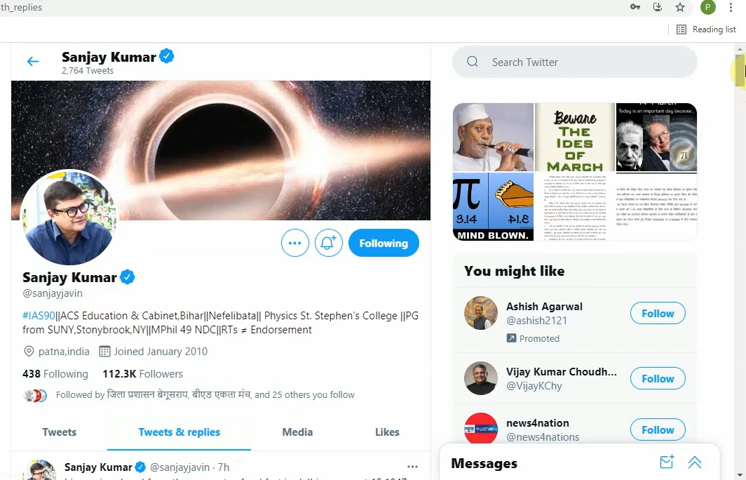 th_replies
P
Reading list
Sanjay Kumar
2,764 Tweets
Search Twitter
Today is an important day because...
Beware
THE
IDES
OF
MARCH
3.14
MIND BLOWN.
Following
Sanjay Kumar
@sanjayjavin
#IAS90||ACS Education & Cabinet,Bihar||Nefelibata|| Physics St. Stephen's College ||PG
from SUNY,Stonybrook,NY||MPhil 49 NDC||RTs ≠ Endorsement
patna,india Joined January 2010
438 Following 112.3K Followers
Followed by जिला प्रशासन बेगूसराय, बीएड एकता मंच, and 25 others you follow
Tweets Tweets & replies Media Likes
Sanjay Kumar @sanjayjavin · 7h
You might like
Ashish Agarwal
@ashish2121
Promoted
Follow
Vijay Kumar Choudh...
@VijayKChy
Follow
news4nation
@news4nations
Follow
Messages